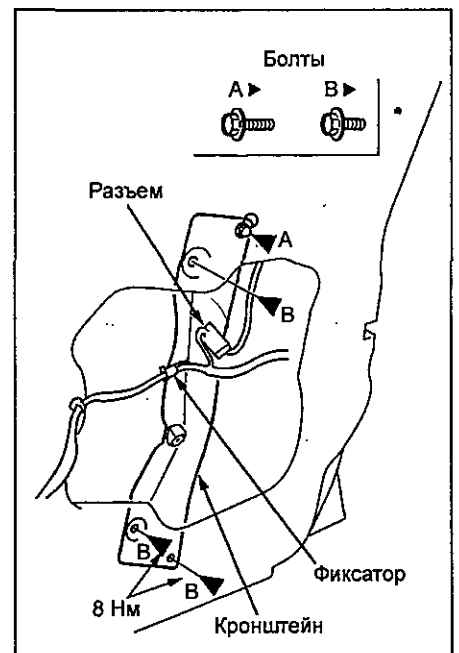 Болты
A B
Разъем
A
B
B
8 Нм
B
Фиксатор
Кронштейн